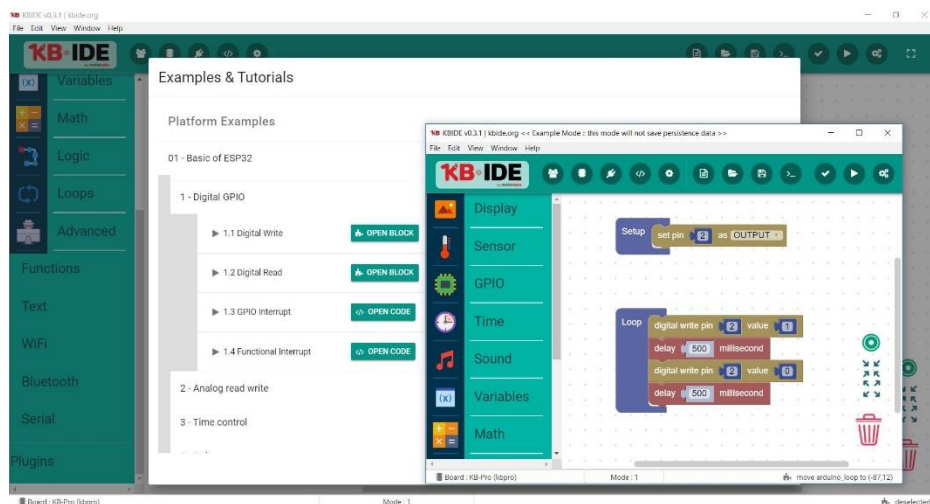 KB KBIDE v0.3.1 | kbide.org
File Edit View Window Help
KB-IDE
Variables
Math
Logic
Loops
Advanced
Functions
Text
WiFi
Bluetooth
Serial
Plugins
Examples & Tutorials
Platform Examples
01 - Basic of ESP32
1 - Digital GPIO
1.1 Digital Write OPEN BLOCK
1.2 Digital Read OPEN BLOCK
1.3 GPIO Interrupt </> OPEN CODE
1.4 Functional Interrupt </> OPEN CODE
2 - Analog read write
3 - Time control
KB KBIDE v0.3.1 | kbide.org << Example Mode : this mode will not save persistence data >>
File Edit View Window Help
KB-IDE
Display
Sensor
GPIO
Time
Sound
Variables
Math
Setup set pin 2 as OUTPUT
Loop digital write pin 2 value 1
delay 500 millisecond
digital write pin 2 value 0
delay 500 millisecond
Board : KB-Pro (kbpro) Mode : 1 move arduino_loop to (-87,12)
Board : KB-Pro (kbpro) Mode : 1 deselected